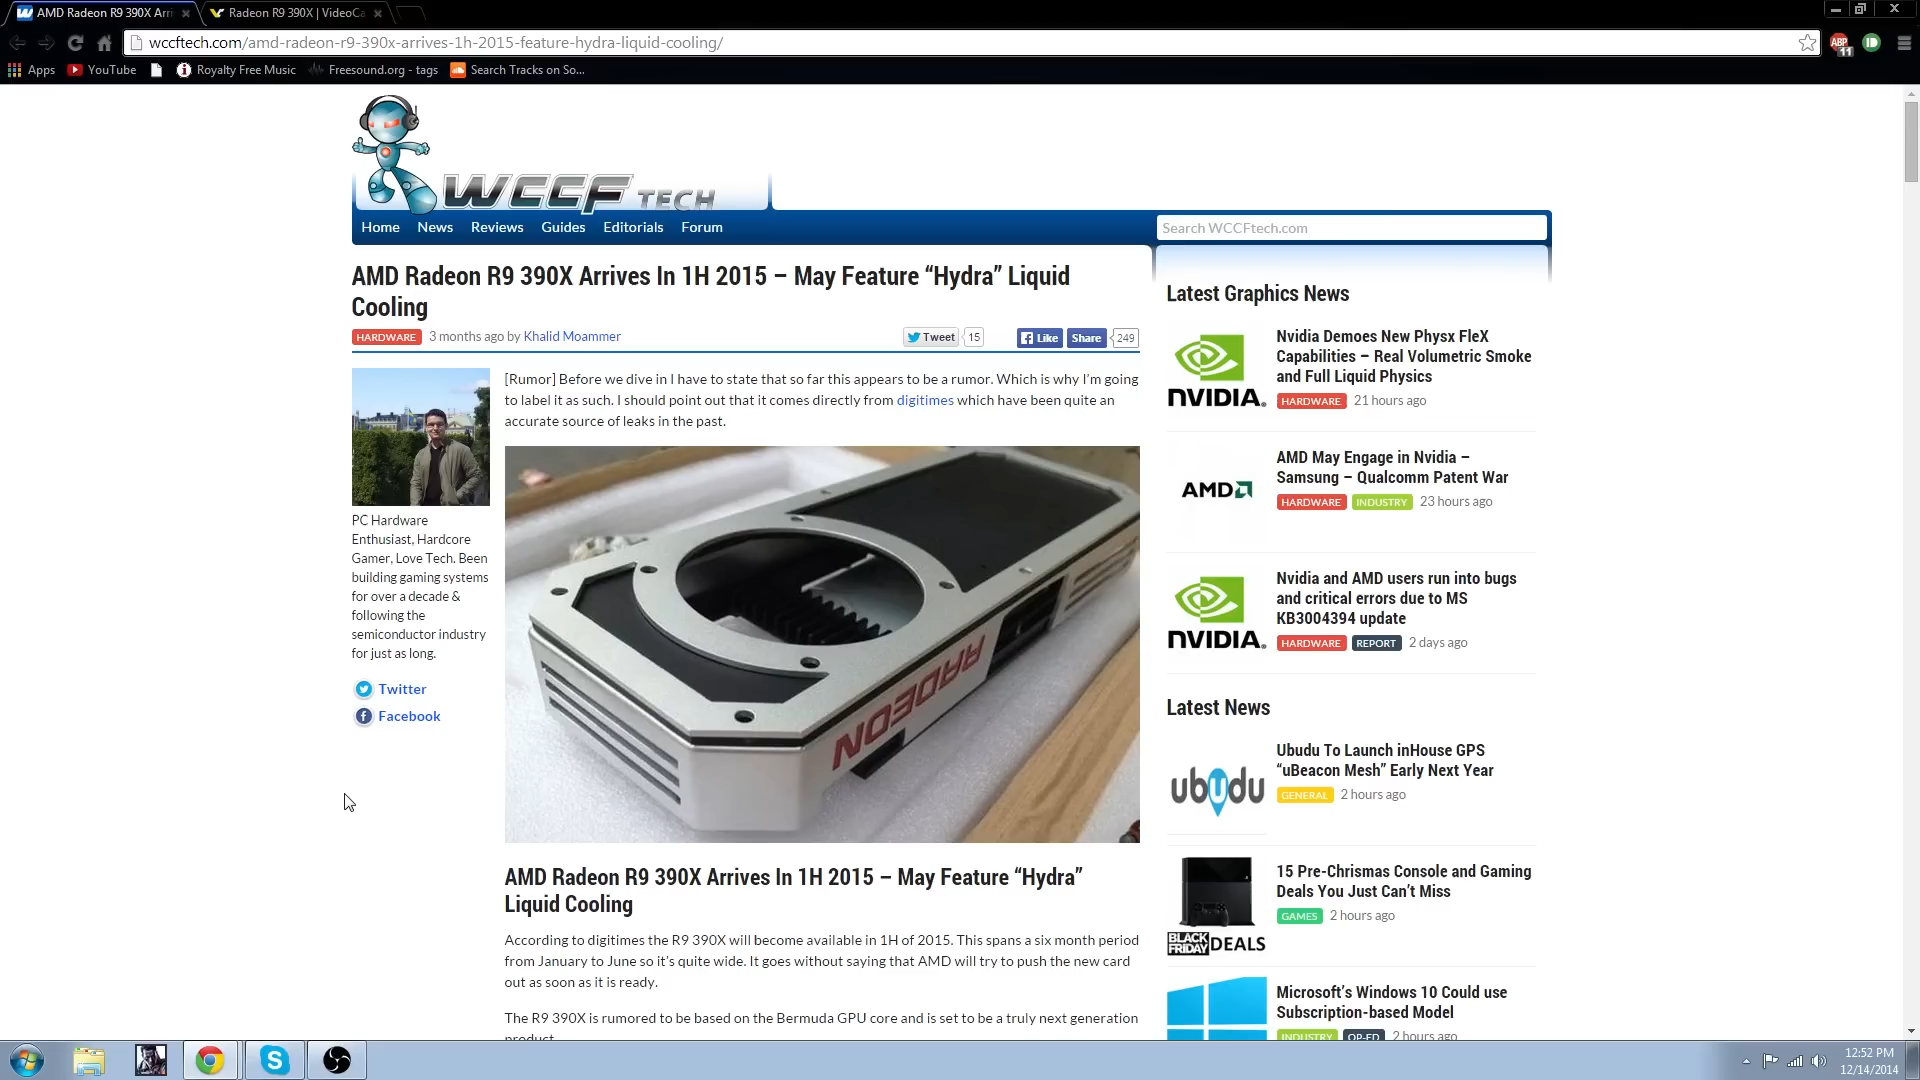 AMD Radeon R9 390X Arri
Radeon R9 390X | VideoCa
wccftech.com/amd-radeon-r9-390x-arrives-1h-2015-feature-hydra-liquid-cooling/
ABP
11
Apps
YouTube
Royalty Free Music
Freesound.org - tags
Search Tracks on So...
WCCF TECH
Home
News
Reviews
Guides
Editorials
Forum
Search WCCFtech.com
AMD Radeon R9 390X Arrives In 1H 2015 – May Feature “Hydra” Liquid
Cooling
HARDWARE 3 months ago by Khalid Moammer
Tweet 15
Like Share 249
PC Hardware
Enthusiast, Hardcore
Gamer, Love Tech. Been
building gaming systems
for over a decade &
following the
semiconductor industry
for just as long.
Twitter
Facebook
[Rumor] Before we dive in I have to state that so far this appears to be a rumor. Which is why I’m going
to label it as such. I should point out that it comes directly from digitimes which have been quite an
accurate source of leaks in the past.
RADEON
AMD Radeon R9 390X Arrives In 1H 2015 – May Feature “Hydra”
Liquid Cooling
According to digitimes the R9 390X will become available in 1H of 2015. This spans a six month period
from January to June so it’s quite wide. It goes without saying that AMD will try to push the new card
out as soon as it is ready.
The R9 390X is rumored to be based on the Bermuda GPU core and is set to be a truly next generation
product
Latest Graphics News
NVIDIA.
Nvidia Demoes New Physx FleX
Capabilities – Real Volumetric Smoke
and Full Liquid Physics
HARDWARE 21 hours ago
AMD
AMD May Engage in Nvidia –
Samsung – Qualcomm Patent War
HARDWARE INDUSTRY 23 hours ago
NVIDIA.
Nvidia and AMD users run into bugs
and critical errors due to MS
KB3004394 update
HARDWARE REPORT 2 days ago
Latest News
ubudu
Ubudu To Launch inHouse GPS
“uBeacon Mesh” Early Next Year
GENERAL 2 hours ago
BLACK FRIDAY DEALS
15 Pre-Chrismas Console and Gaming
Deals You Just Can’t Miss
GAMES 2 hours ago
Microsoft’s Windows 10 Could use
Subscription-based Model
INDUSTRY OP-ED 2 hours ago
12:52 PM
12/14/2014